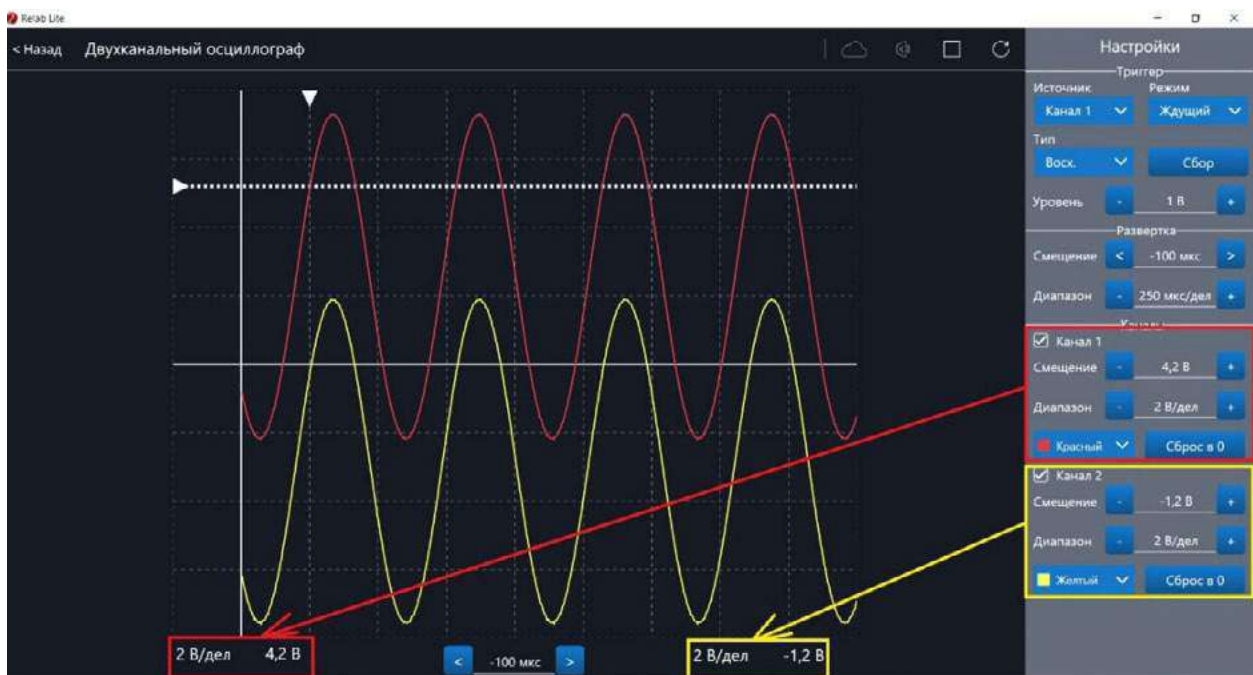 Relab Lite
< Назад Двухканальный осциллограф
Настройки
Триггер
Источник Режим
Канал 1 Ждущий
Тип
Восх. Сбор
Уровень - 1 В +
Развертка
Смещение < -100 мкс >
Диапазон - 250 мкс/дел +
Каналы
Канал 1
Смещение - 4,2 В +
Диапазон - 2 В/дел +
Красный Сброс в 0
Канал 2
Смещение - -1,2 В +
Диапазон - 2 В/дел +
Желтый Сброс в 0
2 В/дел 4,2 В < -100 мкс > 2 В/дел -1,2 В